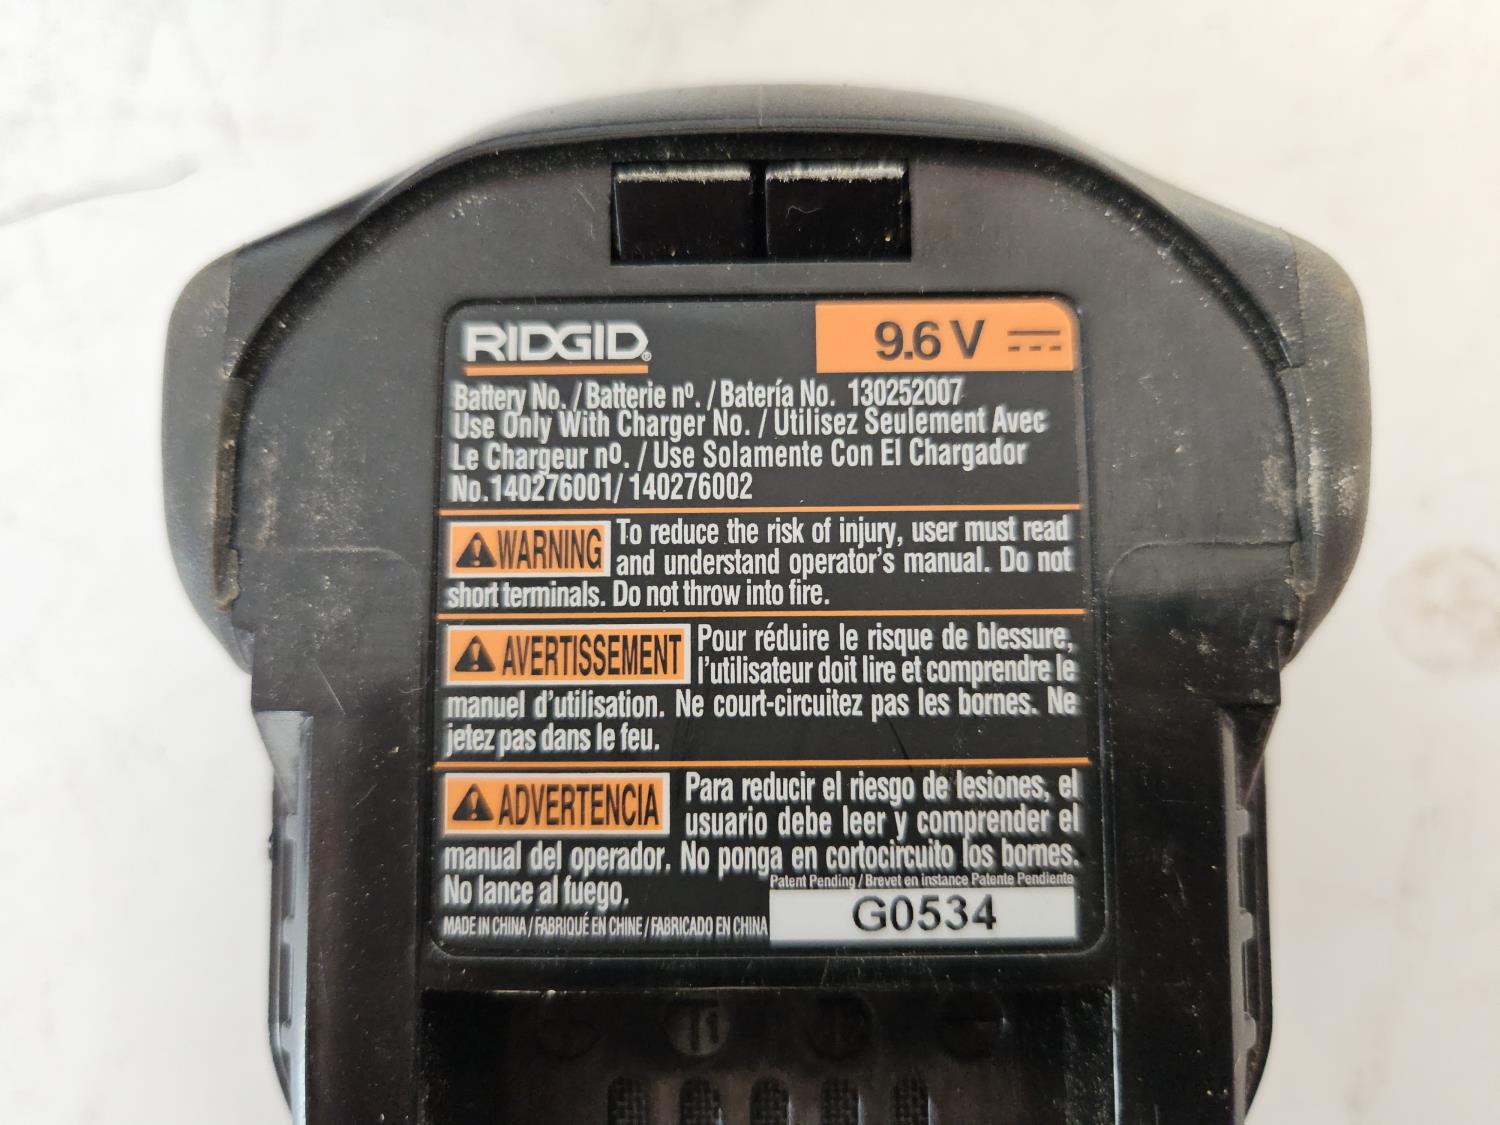 RIDGID®
9.6 V
Battery No. / Batterie nº. / Batería No. 130252007
Use Only With Charger No. / Utilisez Seulement Avec
Le Chargeur nº. / Use Solamente Con El Chargador
No.140276001/ 140276002
WARNING To reduce the risk of injury, user must read
and understand operator's manual. Do not
short terminals. Do not throw into fire.
AVERTISSEMENT Pour réduire le risque de blessure,
l'utilisateur doit lire et comprendre le
manuel d'utilisation. Ne court-circuitez pas les bornes. Ne
jetez pas dans le feu.
ADVERTENCIA Para reducir el riesgo de lesiones, el
usuario debe leer y comprender el
manual del operador. No ponga en cortocircuito los bornes.
No lance al fuego.
Patent Pending / Brevet en instance Patente Pendiente
MADE IN CHINA / FABRIQUÉ EN CHINE / FABRICADO EN CHINA
G0534